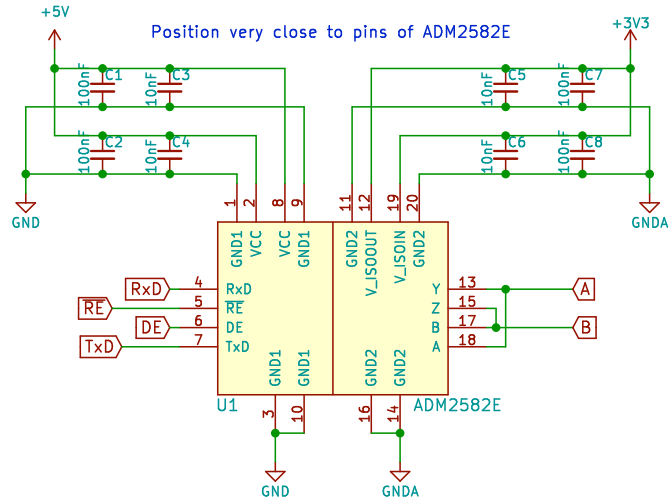 +5V
Position very close to pins of ADM2582E
+3V3
100nF C1
10nF C3
10nF C5
100nF C7
100nF C2
10nF C4
10nF C6
100nF C8
GND
GNDA
1 2 8 9 11 12 19 20
GND1 VCC VCC GND1 GND2 V_ISOOUT V_ISOIN GND2
RxD 4 RxD Y 13 A
RE 5 RE Z 15
DE 6 DE B 17 B
TxD 7 TxD A 18
GND1 GND1 GND2 GND2
U1 3 10 16 14 ADM2582E
GND GNDA